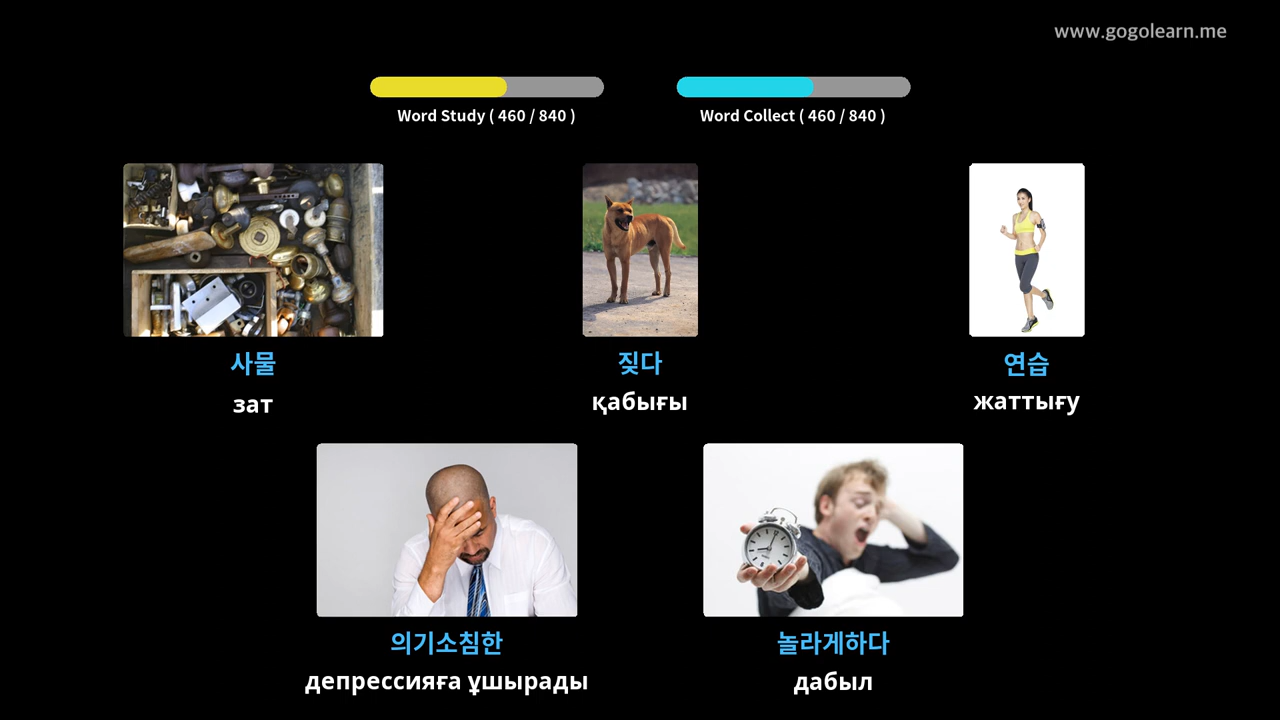 www.gogolearn.me
Word Study ( 460 / 840 )
Word Collect ( 460 / 840 )
사물
зат
짖다
қабығы
연습
жаттығу
의기소침한
депрессияға ұшырады
놀라게하다
дабыл